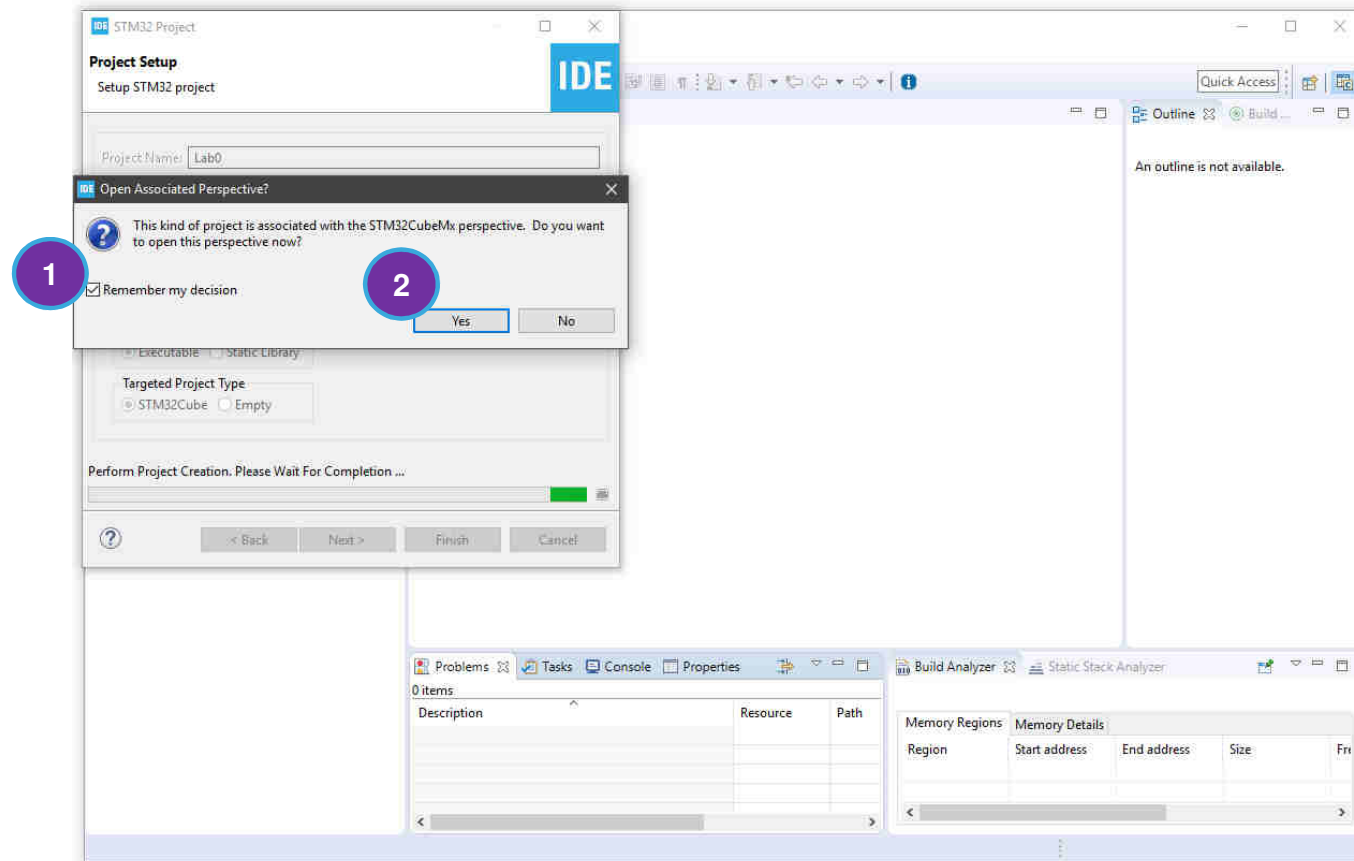 IDE STM32 Project
Project Setup
Setup STM32 project
IDE
Quick Access
Outline
Build ...
An outline is not available.
Project Name: Lab0
IDE Open Associated Perspective?
This kind of project is associated with the STM32CubeMx perspective. Do you want
to open this perspective now?
1
2
Remember my decision
Yes
No
Executable Static Library
Targeted Project Type
STM32Cube Empty
Perform Project Creation. Please Wait For Completion ...
< Back Next > Finish Cancel
Problems Tasks Console Properties
0 items
Description Resource Path
Build Analyzer Static Stack Analyzer
Memory Regions Memory Details
Region Start address End address Size Fre